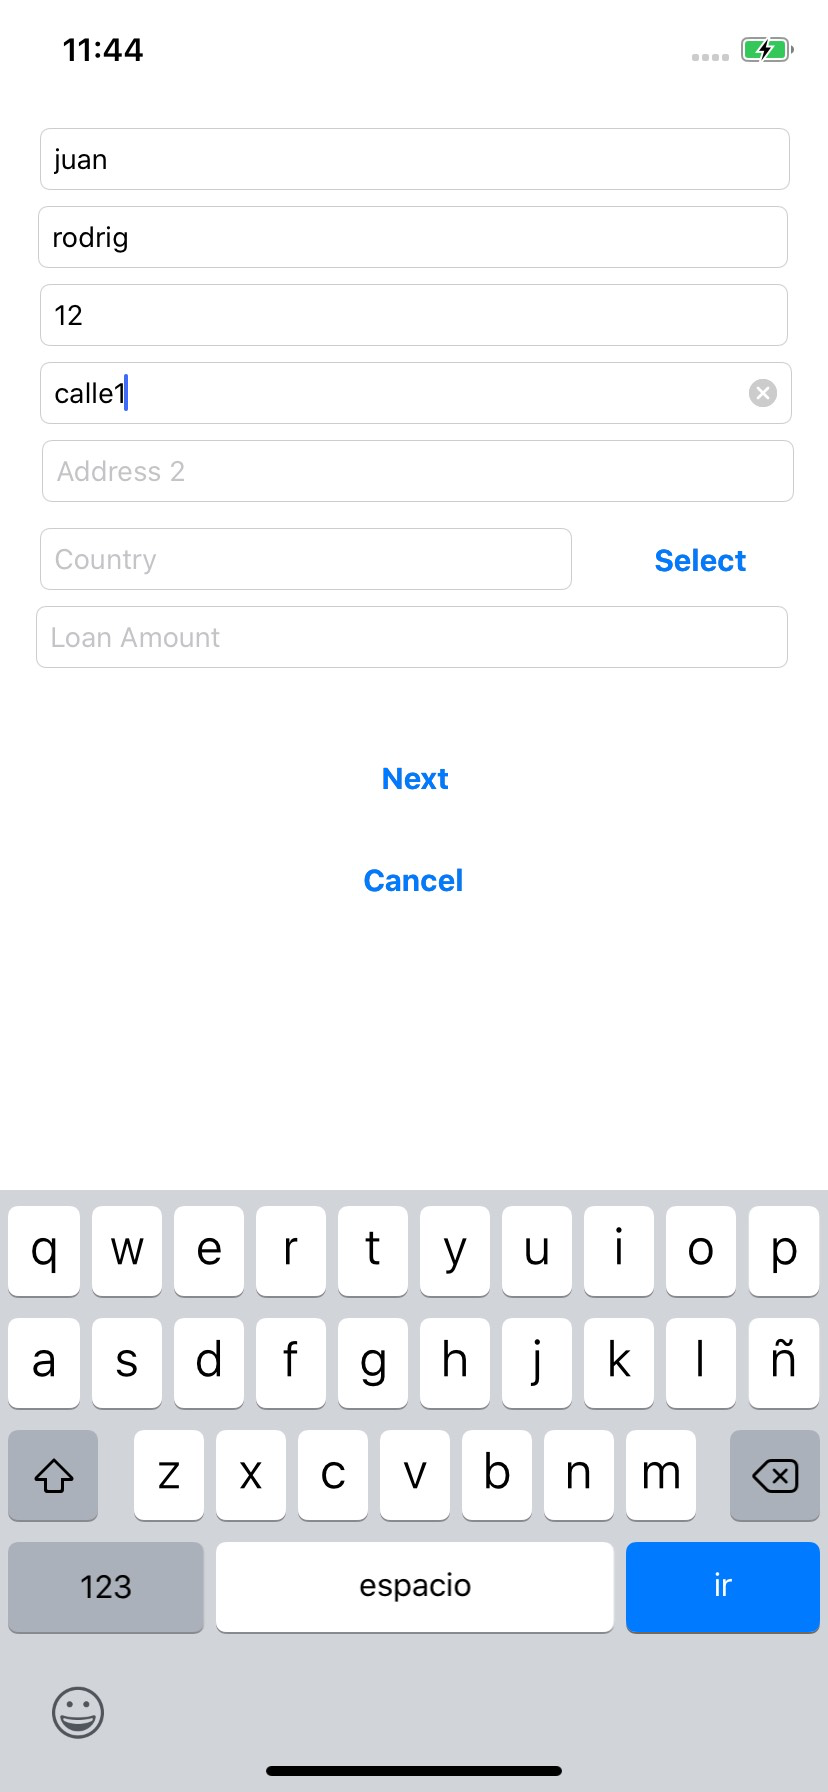 11:44
juan
rodrig
12
calle1
Address 2
Country Select
Loan Amount
Next
Cancel
q w e r t y u i o p
a s d f g h j k l ñ
z x c v b n m
123 espacio ir